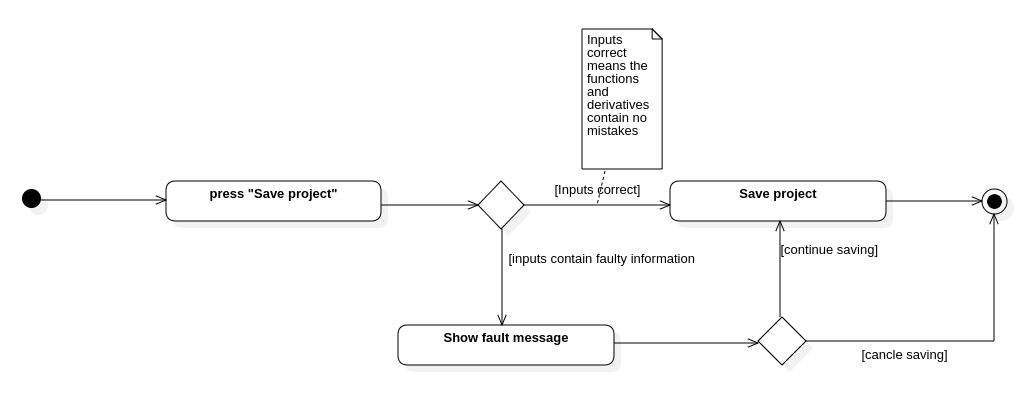 Inputs
correct
means the
functions
and
derivatives
contain no
mistakes
press "Save project"
[Inputs correct]
Save project
[continue saving]
[inputs contain faulty information
Show fault message
[cancle saving]